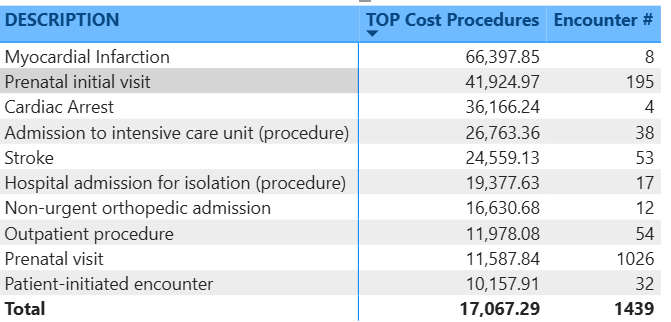 DESCRIPTION TOP Cost Procedures Encounter #
Myocardial Infarction 66,397.85 8
Prenatal initial visit 41,924.97 195
Cardiac Arrest 36,166.24 4
Admission to intensive care unit (procedure) 26,763.36 38
Stroke 24,559.13 53
Hospital admission for isolation (procedure) 19,377.63 17
Non-urgent orthopedic admission 16,630.68 12
Outpatient procedure 11,978.08 54
Prenatal visit 11,587.84 1026
Patient-initiated encounter 10,157.91 32
Total 17,067.29 1439